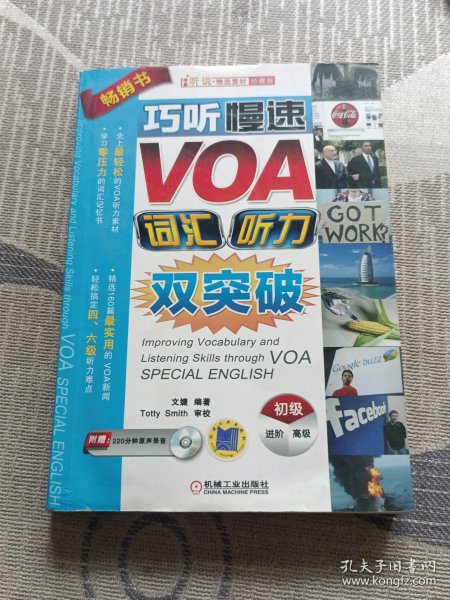 畅销书
听说·精选素材 珍藏版
巧听慢速
VOA
词汇 听力
双突破
Improving Vocabulary and
Listening Skills through VOA
SPECIAL ENGLISH
·史上最轻松的VOA听力素材
·学习零压力的词汇记忆书
·精选160篇最实用的VOA新闻
·轻松搞定四、六级听力难点
Improving Vocabulary and Listening Skills through VOA SPECIAL ENGLISH
文婕 编著
Totty Smith 审校
初级
进阶 高级
附赠:220分钟原声录音
机械工业出版社
CHINA MACHINE PRESS
Coca-Cola
GOT
WORK?
Google buzz
facebook
孔夫子旧书网
www.kongfz.com